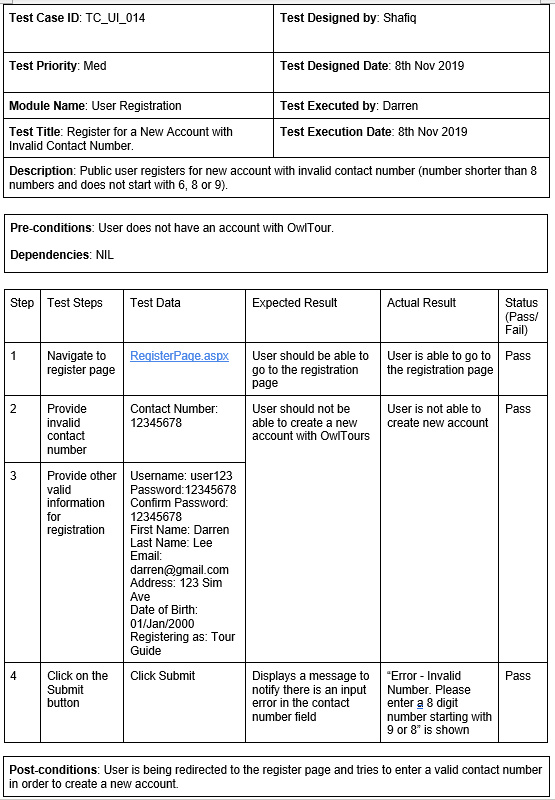 Test Case ID: TC_UI_014
Test Designed by: Shafiq
Test Priority: Med
Test Designed Date: 8th Nov 2019
Module Name: User Registration
Test Executed by: Darren
Test Title: Register for a New Account with
Invalid Contact Number.
Test Execution Date: 8th Nov 2019
Description: Public user registers for new account with invalid contact number (number shorter than 8
numbers and does not start with 6, 8 or 9).
Pre-conditions: User does not have an account with OwlTour.
Dependencies: NIL
Step
Test Steps
Test Data
Expected Result
Actual Result
Status
(Pass/
Fail)
1
Navigate to
register page
RegisterPage.aspx
User should be able to
go to the registration
page
User is able to go to
the registration page
Pass
2
Provide
invalid
contact
number
Contact Number:
12345678
User should not be
able to create a new
account with OwlTours
User is not able to
create new account
Pass
3
Provide other
valid
information
for
registration
Username: user123
Password:12345678
Confirm Password:
12345678
First Name: Darren
Last Name: Lee
Email:
darren@gmail.com
Address: 123 Sim
Ave
Date of Birth:
01/Jan/2000
Registering as: Tour
Guide
4
Click on the
Submit
button
Click Submit
Displays a message to
notify there is an input
error in the contact
number field
“Error - Invalid
Number. Please
enter a 8 digit
number starting with
9 or 8” is shown
Pass
Post-conditions: User is being redirected to the register page and tries to enter a valid contact number
in order to create a new account.